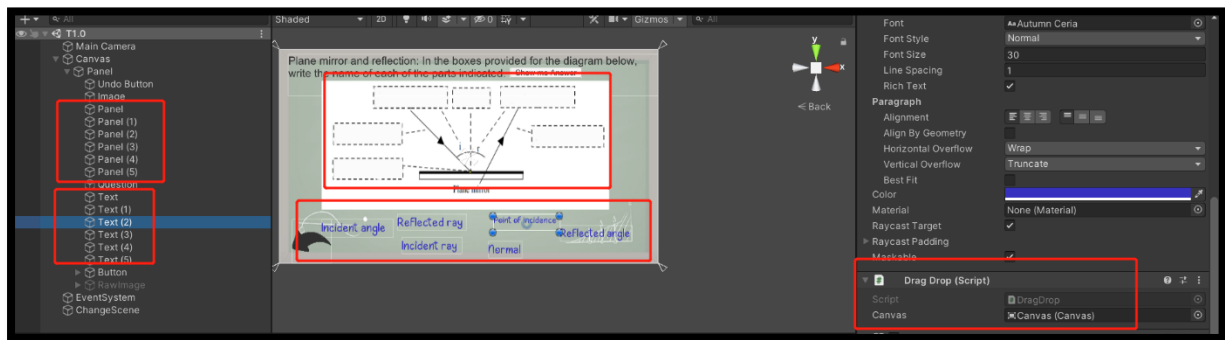 All
T1.0
Main Camera
Canvas
Panel
Undo Button
Image
Panel
Panel (1)
Panel (2)
Panel (3)
Panel (4)
Panel (5)
Question
Text
Text (1)
Text (2)
Text (3)
Text (4)
Text (5)
Button
RawImage
EventSystem
ChangeScene
Shaded
2D
Gizmos
All
Plane mirror and reflection: In the boxes provided for the diagram below,
write the name of each of the parts indicated. Show me Answer
i
r
Plane mirror
Incident angle
Reflected ray
Point of incidence
Reflected angle
Incident ray
Normal
y
x
Back
Font
Aa Autumn Ceria
Font Style
Normal
Font Size
30
Line Spacing
1
Rich Text
Paragraph
Alignment
Align By Geometry
Horizontal Overflow
Wrap
Vertical Overflow
Truncate
Best Fit
Color
Material
None (Material)
Raycast Target
Raycast Padding
Maskable
Drag Drop (Script)
Script
DragDrop
Canvas
Canvas (Canvas)